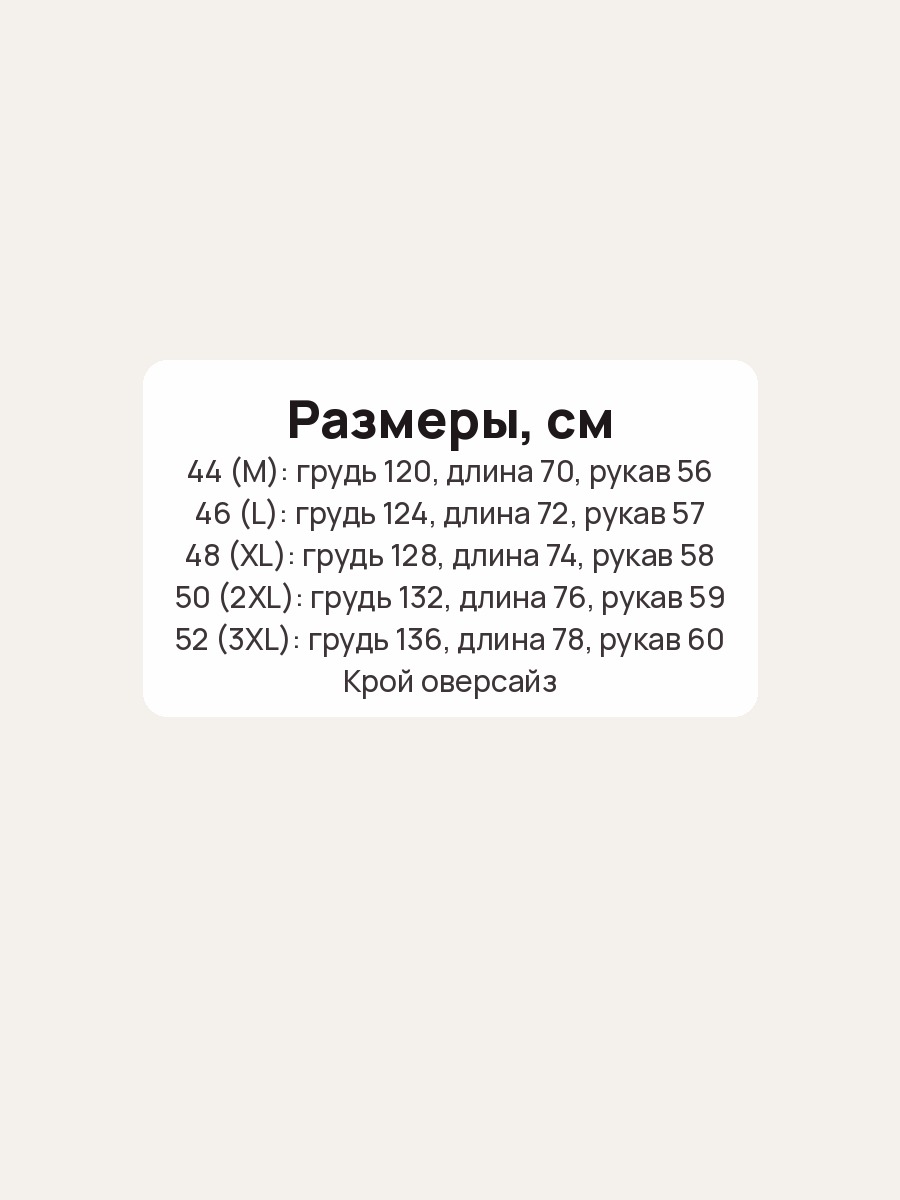 Размеры, см
44 (M): грудь 120, длина 70, рукав 56
46 (L): грудь 124, длина 72, рукав 57
48 (XL): грудь 128, длина 74, рукав 58
50 (2XL): грудь 132, длина 76, рукав 59
52 (3XL): грудь 136, длина 78, рукав 60
Крой оверсайз